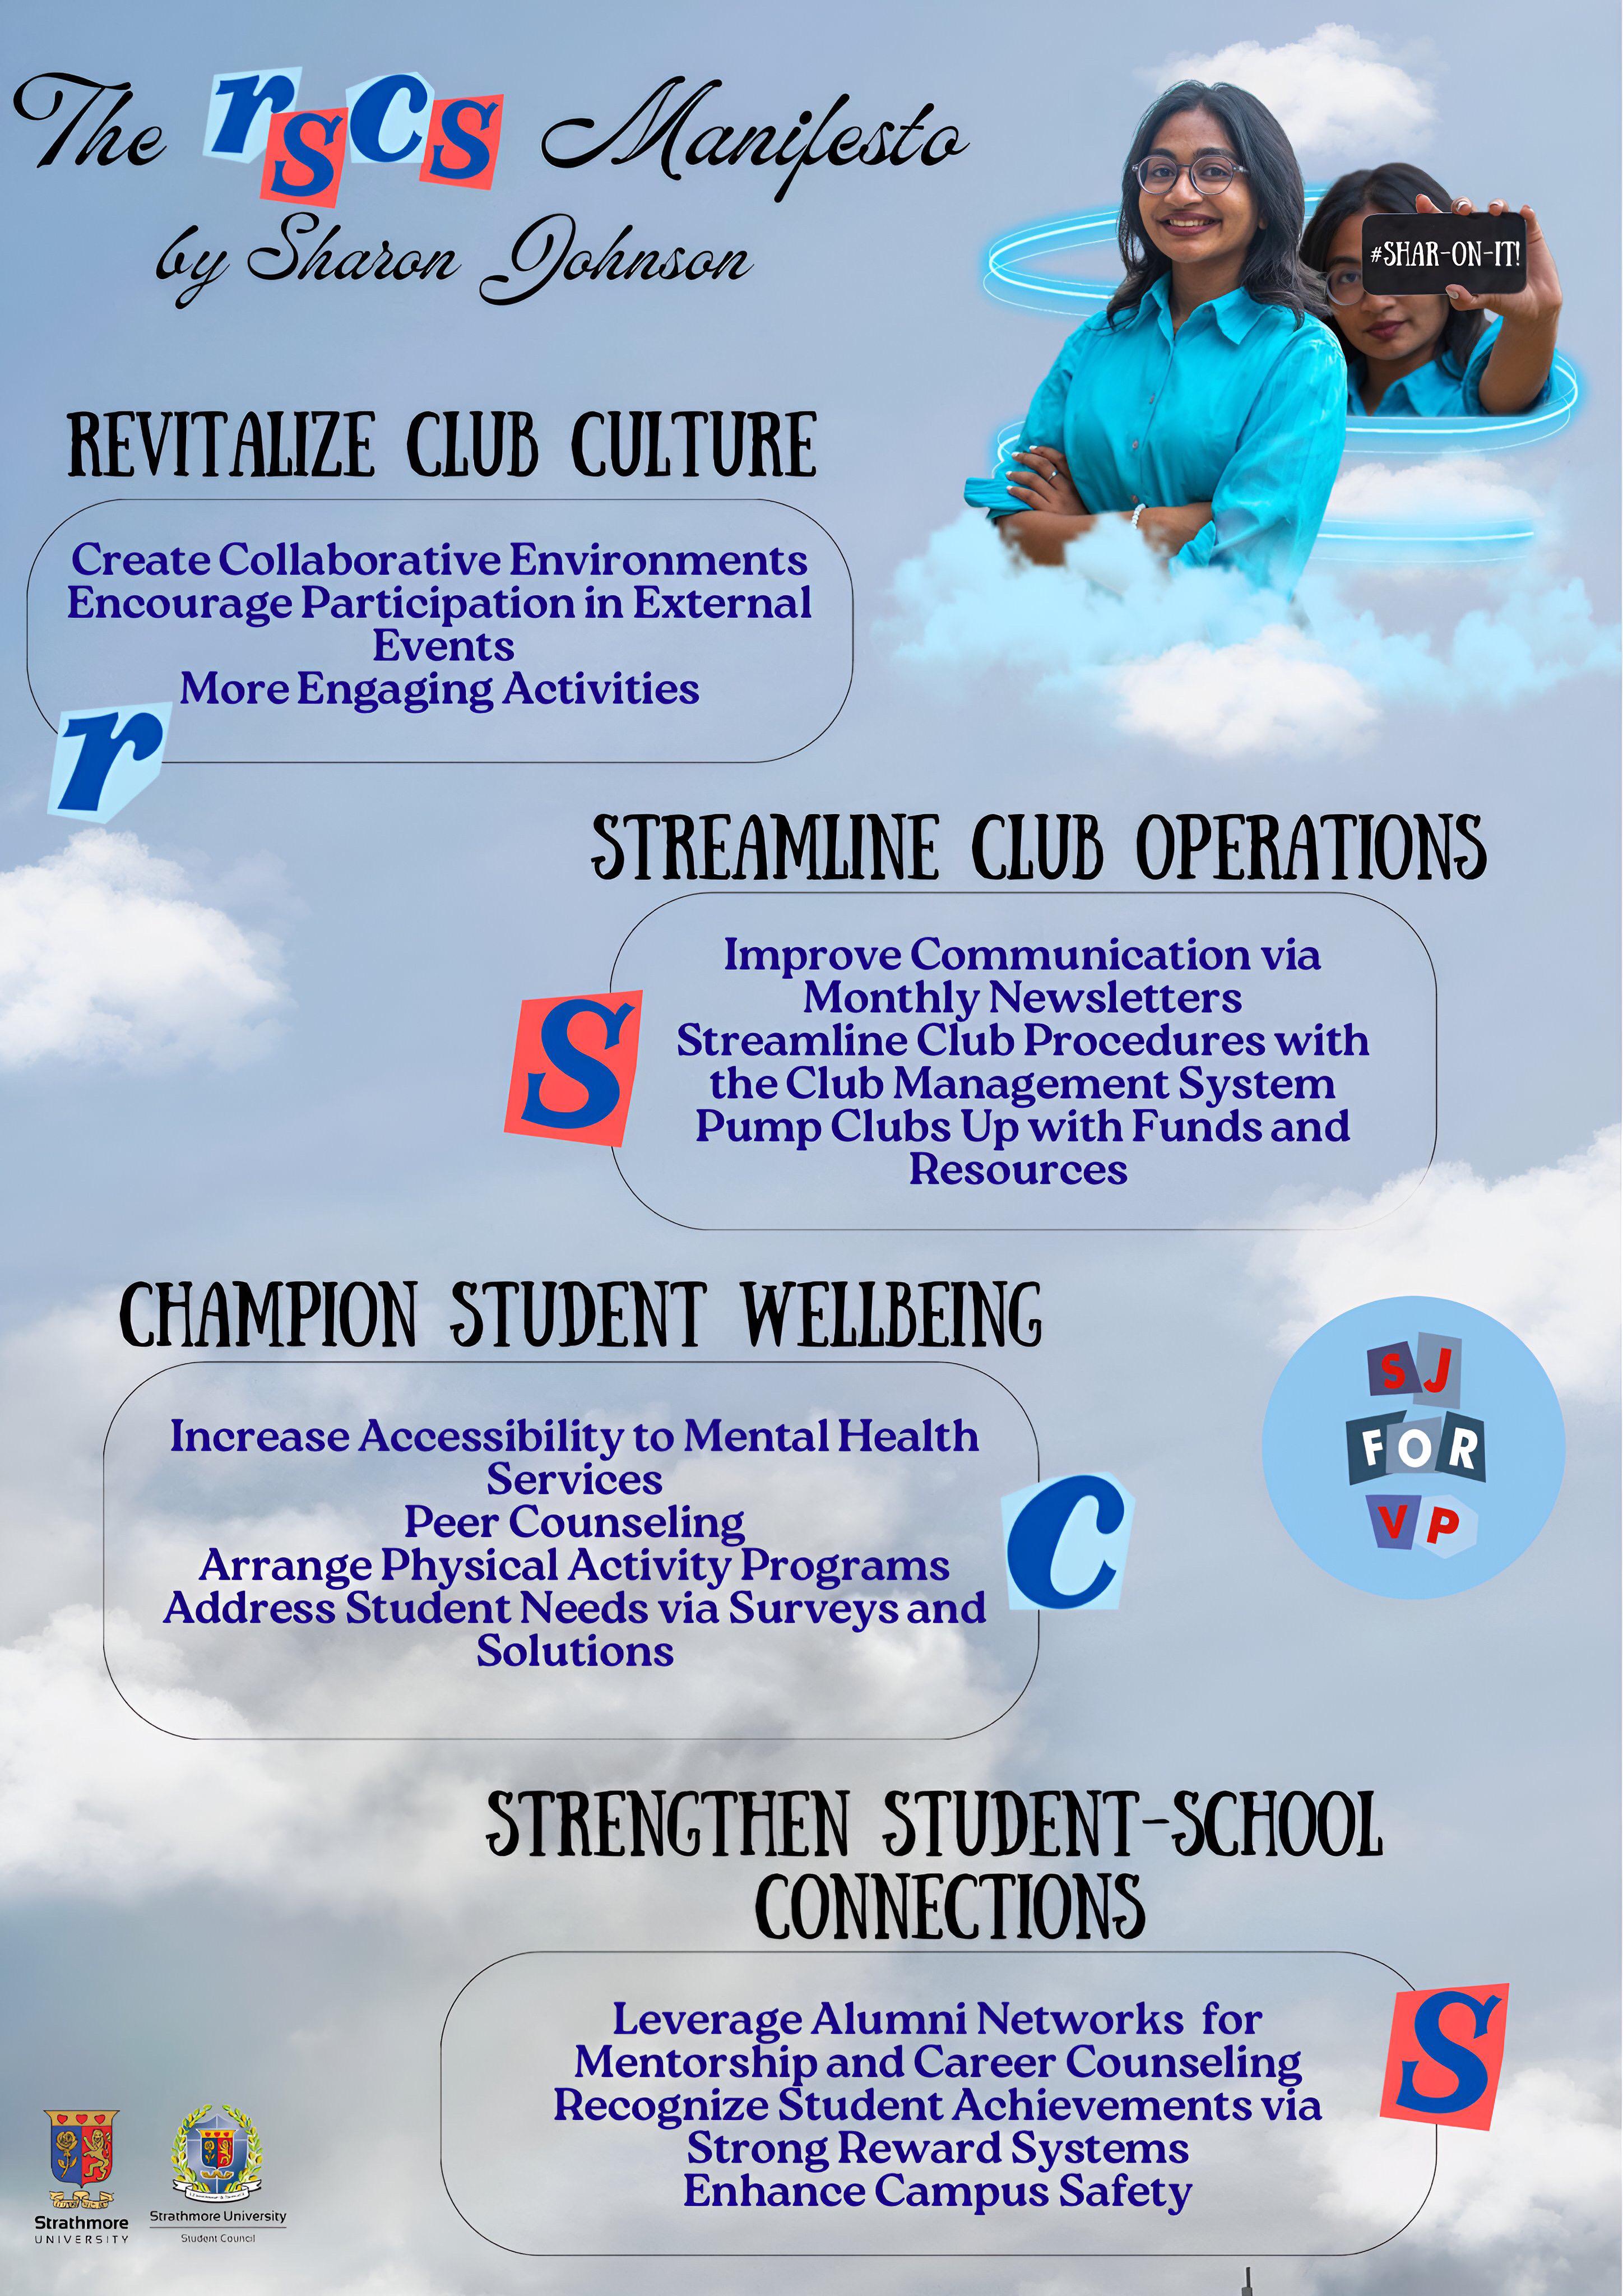 The rscs Manifesto
by Sharon Johnson
#SHAR-ON-IT!
REVITALIZE CLUB CULTURE
Create Collaborative Environments
Encourage Participation in External
Events
More Engaging Activities
r
STREAMLINE CLUB OPERATIONS
Improve Communication via
Monthly Newsletters
Streamline Club Procedures with
the Club Management System
Pump Clubs Up with Funds and
Resources
S
CHAMPION STUDENT WELLBEING
Increase Accessibility to Mental Health
Services
Peer Counseling
Arrange Physical Activity Programs
Address Student Needs via Surveys and
Solutions
c
SJ
FOR
VP
STRENGTHEN STUDENT-SCHOOL
CONNECTIONS
Leverage Alumni Networks for
Mentorship and Career Counseling
Recognize Student Achievements via
Strong Reward Systems
Enhance Campus Safety
S
Strathmore
UNIVERSITY
Strathmore University
Student Council